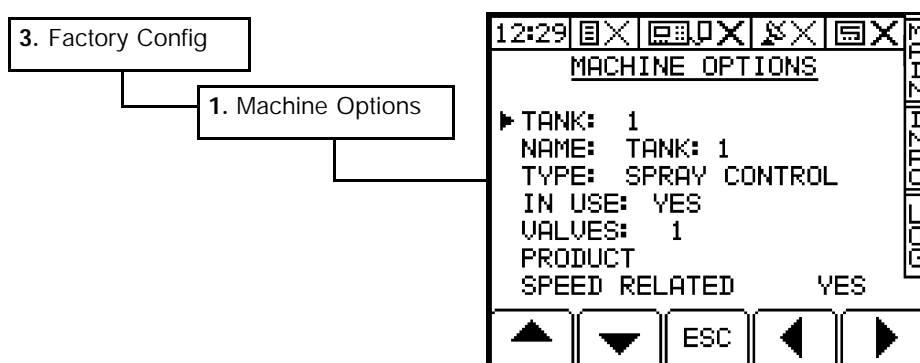 3. Factory Config
1. Machine Options
12:29
MACHINE OPTIONS
TANK: 1
NAME: TANK: 1
TYPE: SPRAY CONTROL
IN USE: YES
VALVES: 1
PRODUCT
SPEED RELATED YES
ESC